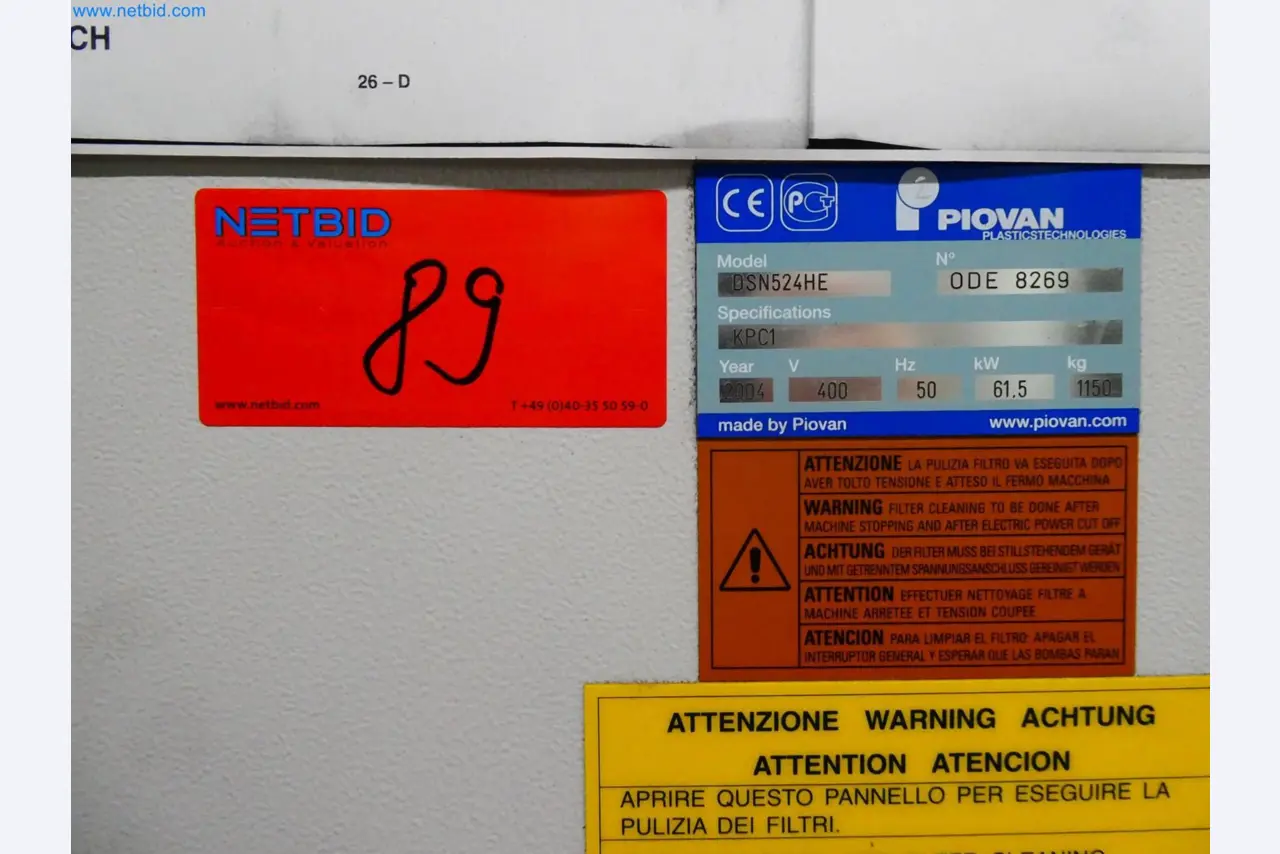 www.netbid.com
CH
26 – D
NETBID
Auction & Valuation
89
www.netbid.com
T +49 (0)40-35 50 59-0
CE
PIOVAN
PLASTICSTECHNOLOGIES
Model
N°
DSN524HE
ODE 8269
Specifications
KPC1
Year V Hz kW kg
2004 400 50 61.5 1150
made by Piovan
www.piovan.com
ATTENZIONE LA PULIZIA FILTRO VA ESEGUITA DOPO
AVER TOLTO TENSIONE E ATTESO IL FERMO MACCHINA
WARNING FILTER CLEANING TO BE DONE AFTER
MACHINE STOPPING AND AFTER ELECTRIC POWER CUT OFF
ACHTUNG DER FILTER MUSS BEI STILLSTEHENDEM GERÄT
UND MIT GETRENNTEM SPANNUNGSANSCHLUSS GEREINIGT WERDEN
ATTENTION EFFECTUER NETTOYAGE FILTRE A
MACHINE ARRETEE ET TENSION COUPEE
ATENCION PARA LIMPIAR EL FILTRO: APAGAR EL
INTERRUPTOR GENERAL Y ESPERAR QUE LAS BOMBAS PARAN
ATTENZIONE WARNING ACHTUNG
ATTENTION ATENCION
APRIRE QUESTO PANNELLO PER ESEGUIRE LA
PULIZIA DEI FILTRI.